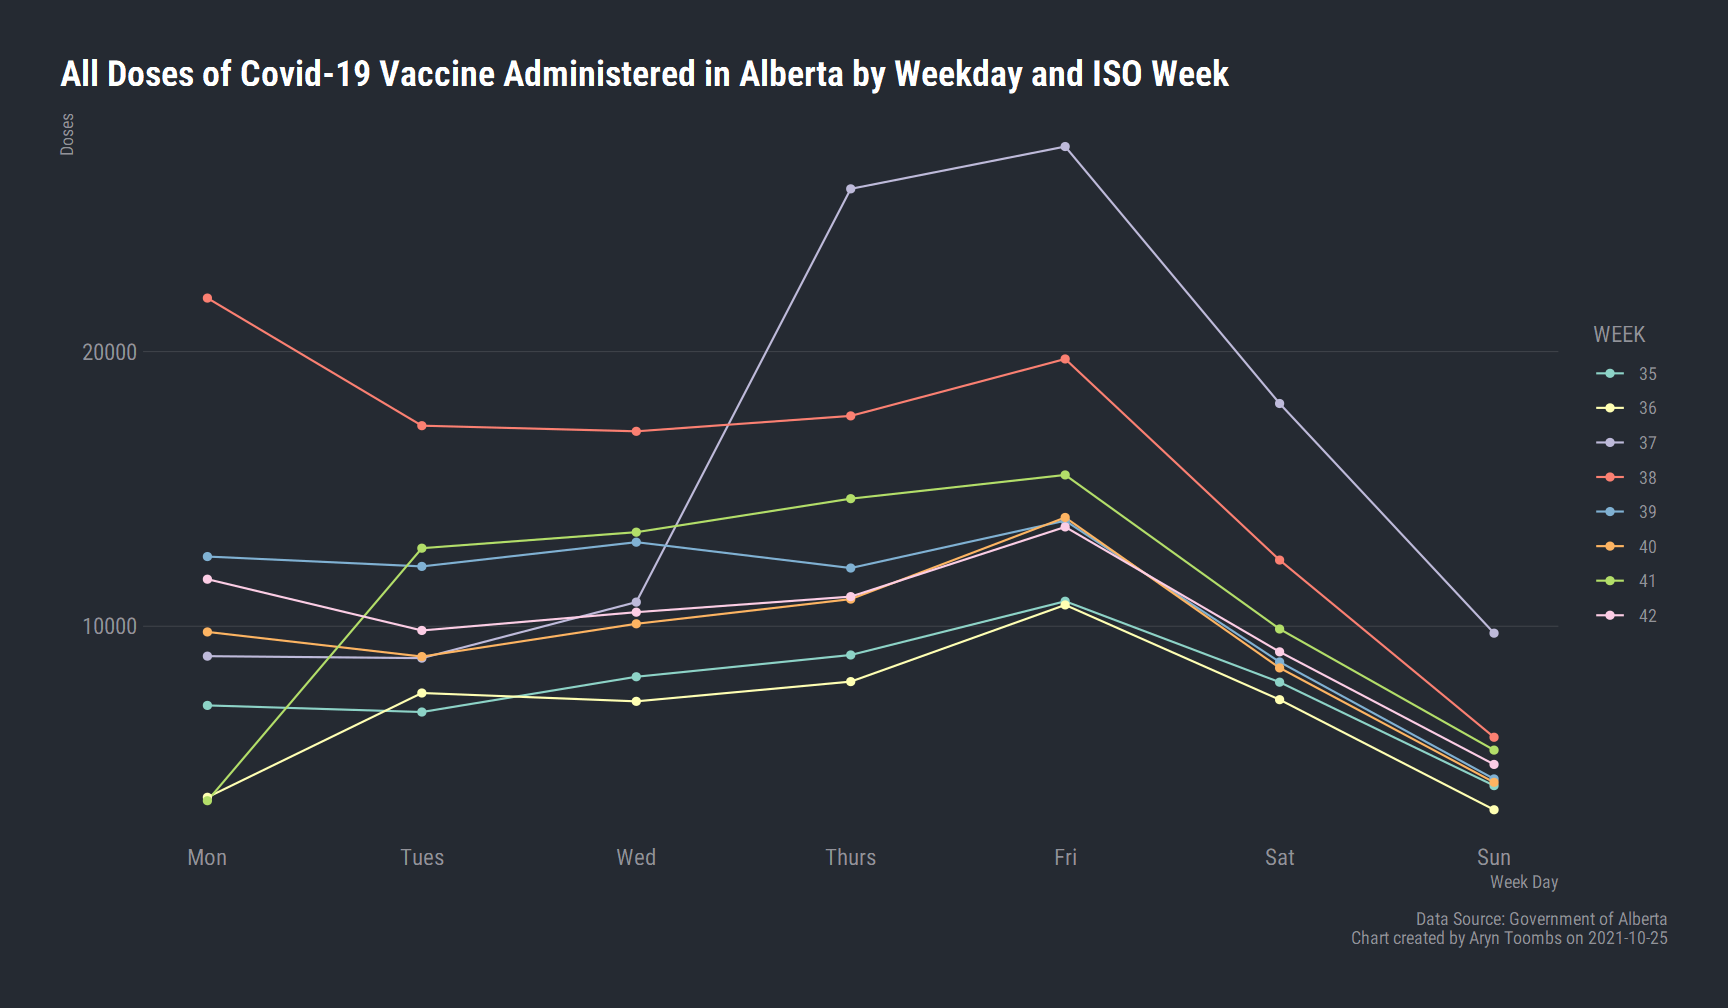 All Doses of Covid-19 Vaccine Administered in Alberta by Weekday and ISO Week
Doses
20000
10000
Mon Tues Wed Thurs Fri Sat Sun
Week Day
WEEK
35
36
37
38
39
40
41
42
Data Source: Government of Alberta
Chart created by Aryn Toombs on 2021-10-25